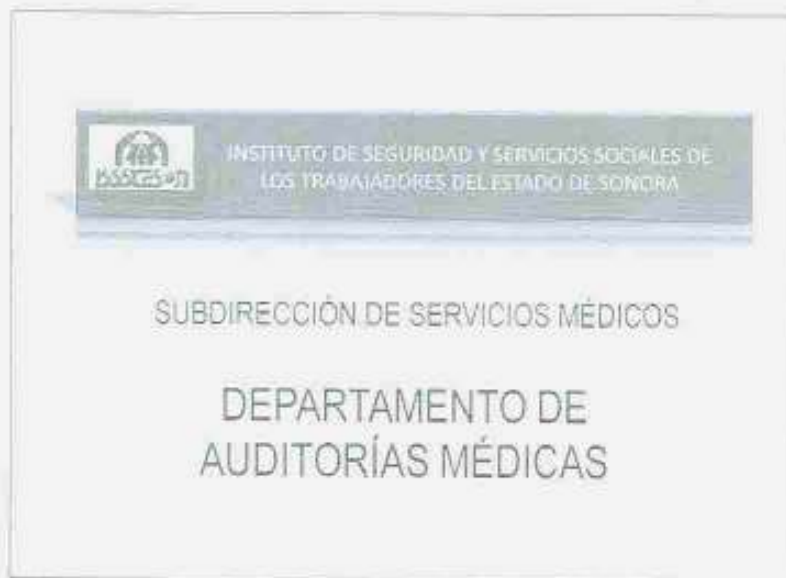 ISSSTESON
INSTITUTO DE SEGURIDAD Y SERVICIOS SOCIALES DE
LOS TRABAJADORES DEL ESTADO DE SONORA
SUBDIRECCIÓN DE SERVICIOS MÉDICOS
DEPARTAMENTO DE
AUDITORÍAS MÉDICAS